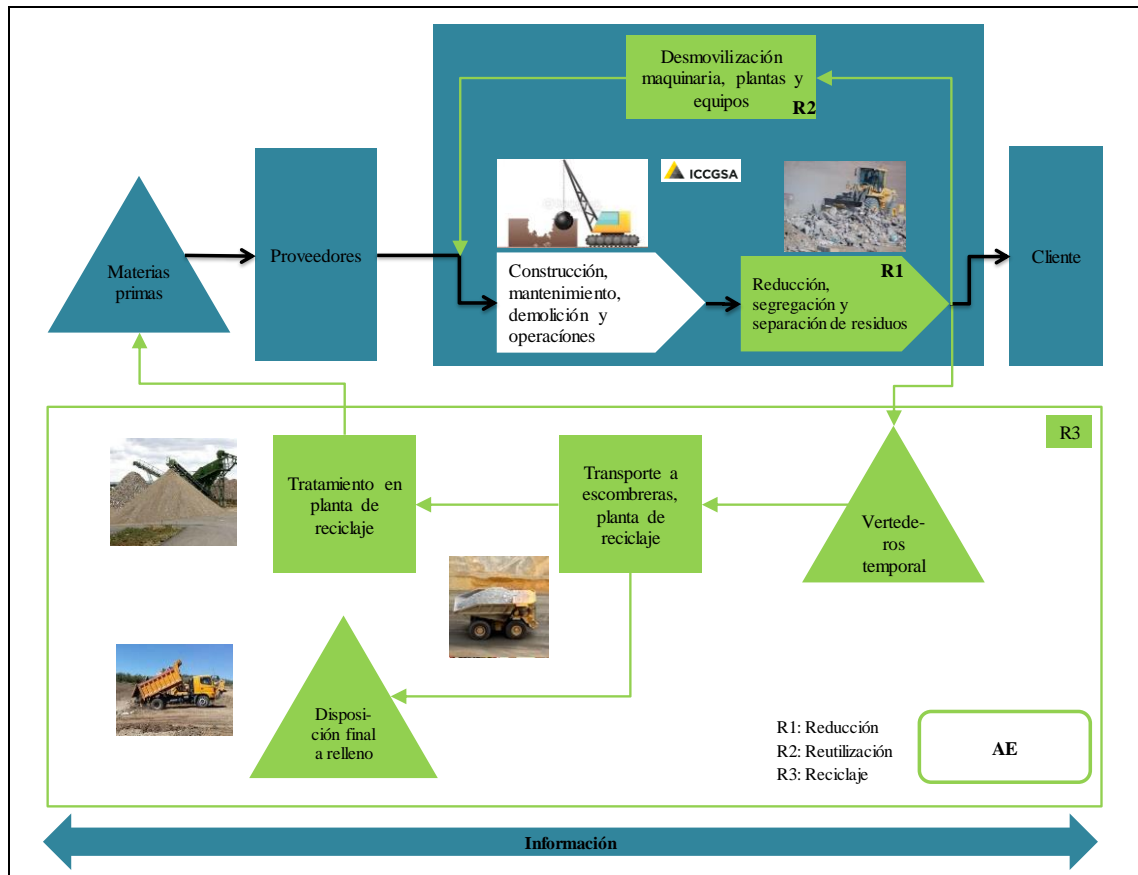 Desmovilización
maquinaria, plantas y
equipos
R2
ICCGSA
Materias
primas
Proveedores
Construcción,
mantenimiento,
demolición y
operacíones
R1
Reducción,
segregación y
separación de residuos
Cliente
R3
Tratamiento en
planta de
reciclaje
Transporte a
escombreras,
planta de
reciclaje
Vertede-
ros
temporal
Disposi-
ción final
a relleno
R1: Reducción
R2: Reutilización
R3: Reciclaje
AE
Información